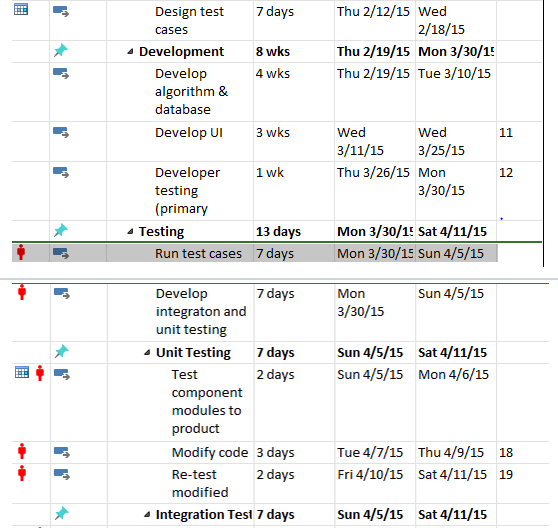 Design test cases 7 days Thu 2/12/15 Wed 2/18/15
Development 8 wks Thu 2/19/15 Mon 3/30/15
Develop algorithm & database 4 wks Thu 2/19/15 Tue 3/10/15
Develop UI 3 wks Wed 3/11/15 Wed 3/25/15 11
Developer testing (primary 1 wk Thu 3/26/15 Mon 3/30/15 12
Testing 13 days Mon 3/30/15 Sat 4/11/15
Run test cases 7 days Mon 3/30/15 Sun 4/5/15
Develop integraton and unit testing 7 days Mon 3/30/15 Sun 4/5/15
Unit Testing 7 days Sun 4/5/15 Sat 4/11/15
Test component modules to product 2 days Sun 4/5/15 Mon 4/6/15
Modify code 3 days Tue 4/7/15 Thu 4/9/15 18
Re-test modified 2 days Fri 4/10/15 Sat 4/11/15 19
Integration Test 7 days Sun 4/5/15 Sat 4/11/15